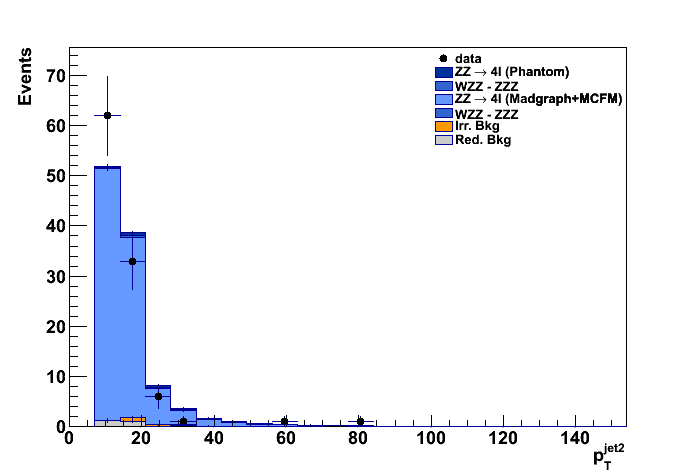 Events
70
60
50
40
30
20
10
0
0 20 40 60 80 100 120 140
p_T^jet2
data
ZZ → 4l (Phantom)
WZZ - ZZZ
ZZ → 4l (Madgraph+MCFM)
WZZ - ZZZ
Irr. Bkg
Red. Bkg